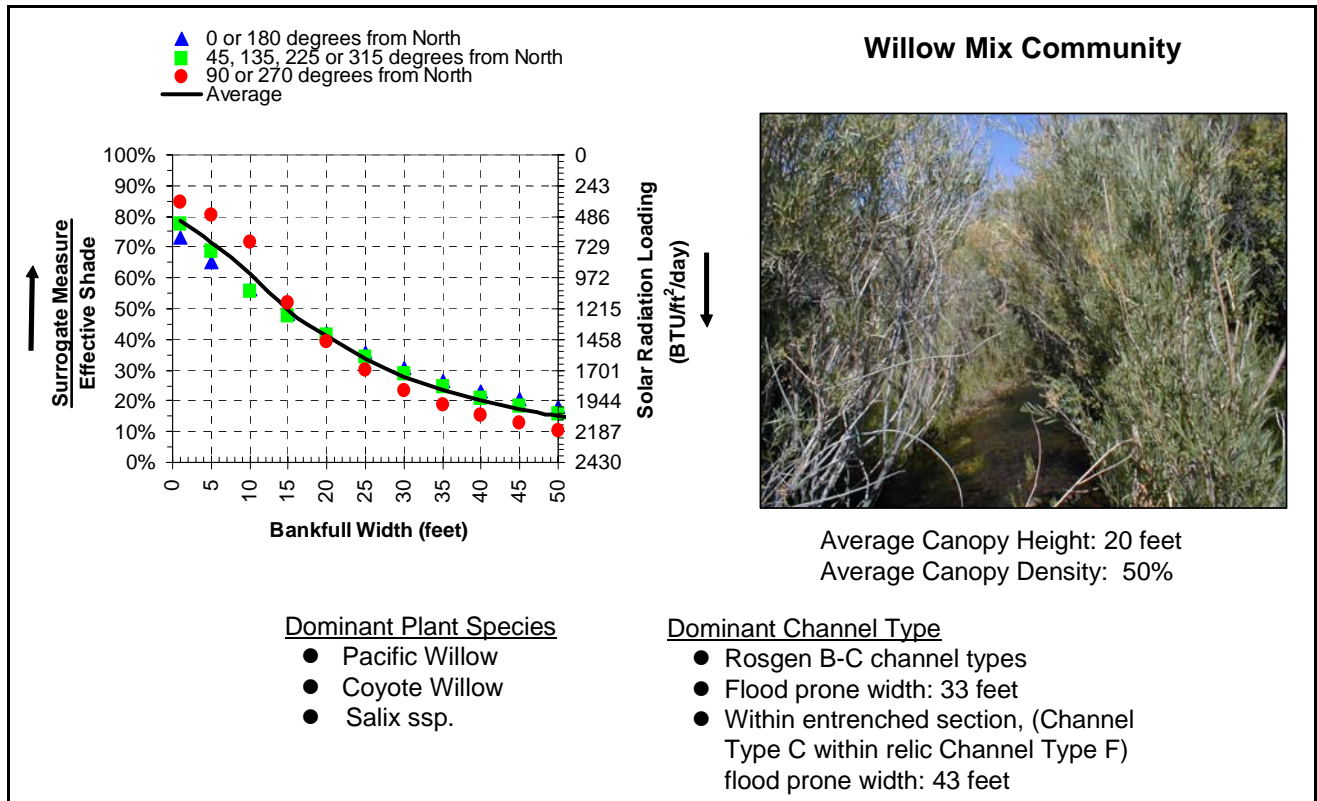 0 or 180 degrees from North
45, 135, 225 or 315 degrees from North
90 or 270 degrees from North
Average
Willow Mix Community
Surrogate Measure
Effective Shade
100%
90%
80%
70%
60%
50%
40%
30%
20%
10%
0%
0
243
486
729
972
1215
1458
1701
1944
2187
2430
Solar Radiation Loading
(BTU/ft²/day)
0
5
10
15
20
25
30
35
40
45
50
Bankfull Width (feet)
Average Canopy Height: 20 feet
Average Canopy Density: 50%
Dominant Plant Species
● Pacific Willow
● Coyote Willow
● Salix ssp.
Dominant Channel Type
● Rosgen B-C channel types
● Flood prone width: 33 feet
● Within entrenched section, (Channel
Type C within relic Channel Type F)
flood prone width: 43 feet